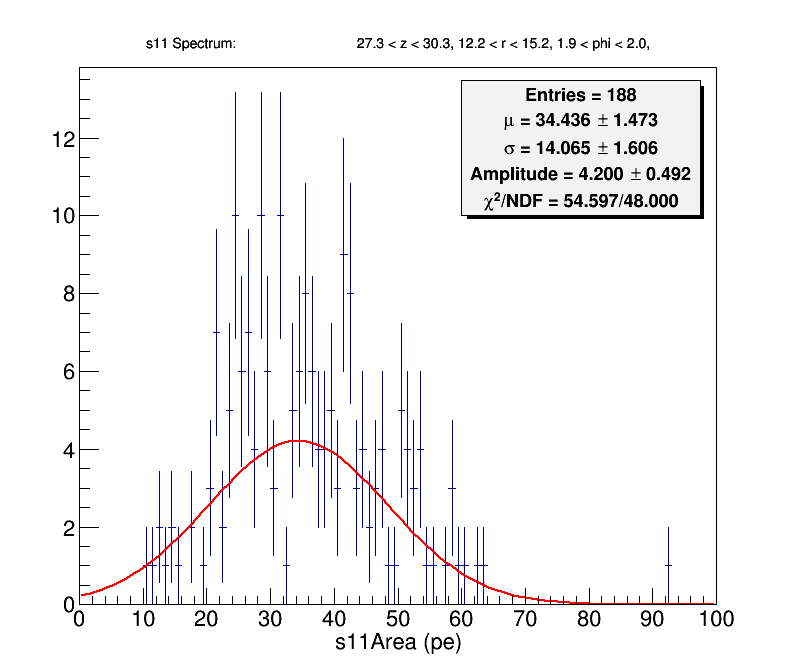 s11 Spectrum: 27.3 < z < 30.3, 12.2 < r < 15.2, 1.9 < phi < 2.0,
Entries = 188
μ = 34.436 ± 1.473
σ = 14.065 ± 1.606
Amplitude = 4.200 ± 0.492
χ²/NDF = 54.597/48.000
12
10
8
6
4
2
0
0 10 20 30 40 50 60 70 80 90 100
s11Area (pe)